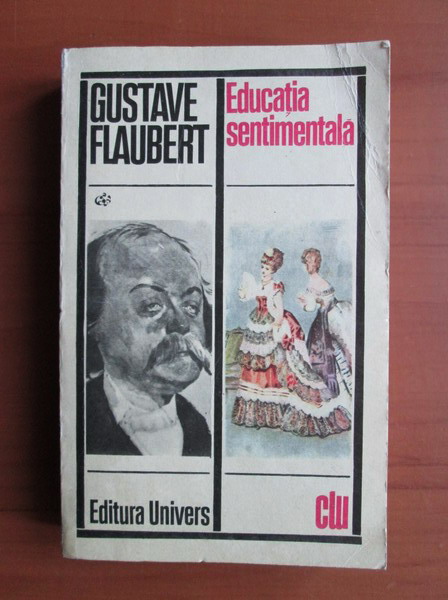 GUSTAVE
FLAUBERT
Educația
sentimentală
Editura Univers
clu